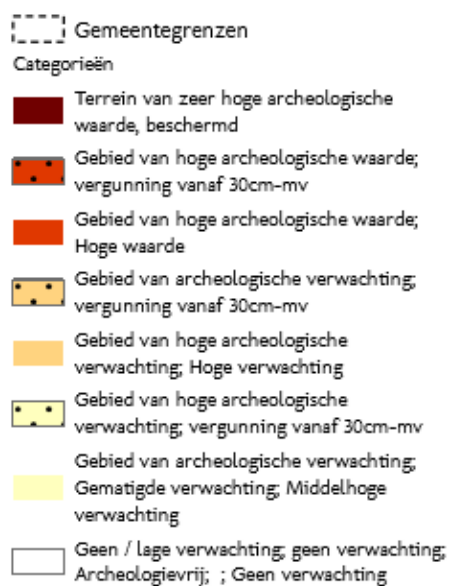 Gemeentegrenzen
Categorieën
Terrein van zeer hoge archeologische
waarde, beschermd
Gebied van hoge archeologische waarde;
vergunning vanaf 30cm-mv
Gebied van hoge archeologische waarde;
Hoge waarde
Gebied van archeologische verwachting;
vergunning vanaf 30cm-mv
Gebied van hoge archeologische
verwachting; Hoge verwachting
Gebied van hoge archeologische
verwachting; vergunning vanaf 30cm-mv
Gebied van archeologische verwachting;
Gematigde verwachting; Middelhoge
verwachting
Geen / lage verwachting; geen verwachting;
Archeologievrij; ; Geen verwachting